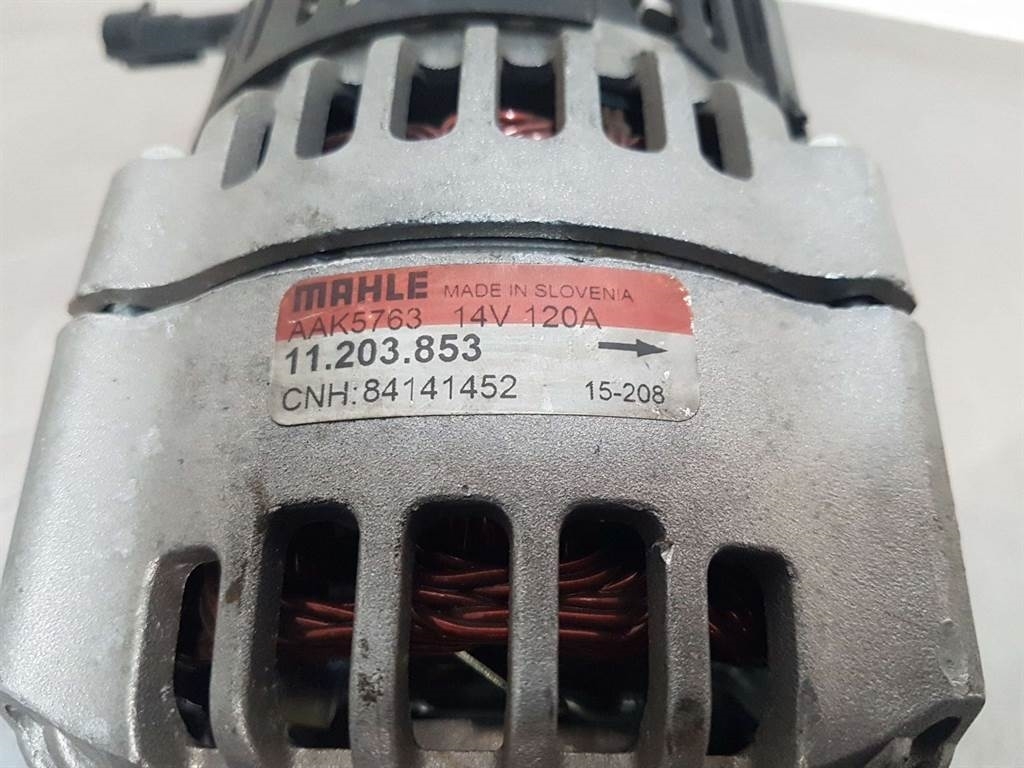 MAHLE MADE IN SLOVENIA
AAK5763 14V 120A
11.203.853
CNH: 84141452 15-208